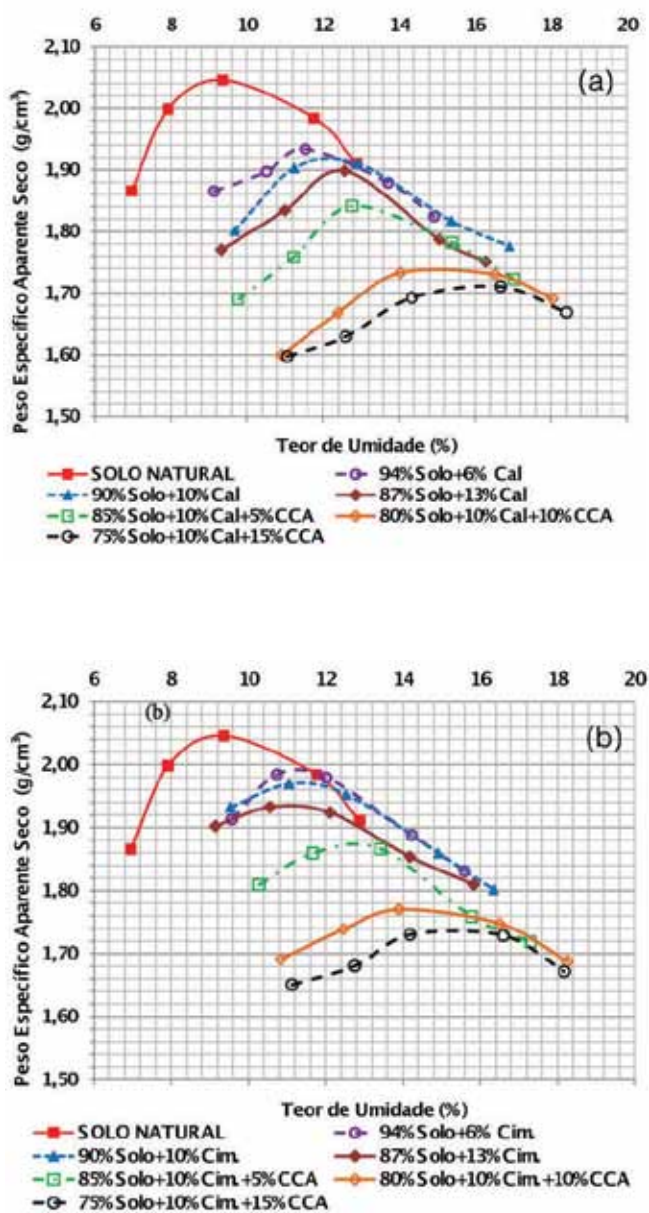 6 8 10 12 14 16 18 20
2,10
2,00
1,90
1,80
1,70
1,60
1,50
Peso Específico Aparente Seco (g/cm³)
(a)
Teor de Umidade (%)
SOLO NATURAL
94%Solo+6% Cal
90%Solo+10%Cal
87%Solo+13%Cal
85%Solo+10%Cal+5%CCA
80%Solo+10%Cal+10%CCA
75%Solo+10%Cal+15%CCA
6 8 10 12 14 16 18 20
2,10
2,00
1,90
1,80
1,70
1,60
1,50
Peso Específico Aparente Seco (g/cm³)
(b)
(b)
Teor de Umidade (%)
SOLO NATURAL
94%Solo+6% Cim.
90%Solo+10%Cim.
87%Solo+13%Cim.
85%Solo+10%Cim.+5%CCA
80%Solo+10%Cim.+10%CCA
75%Solo+10%Cim.+15%CCA